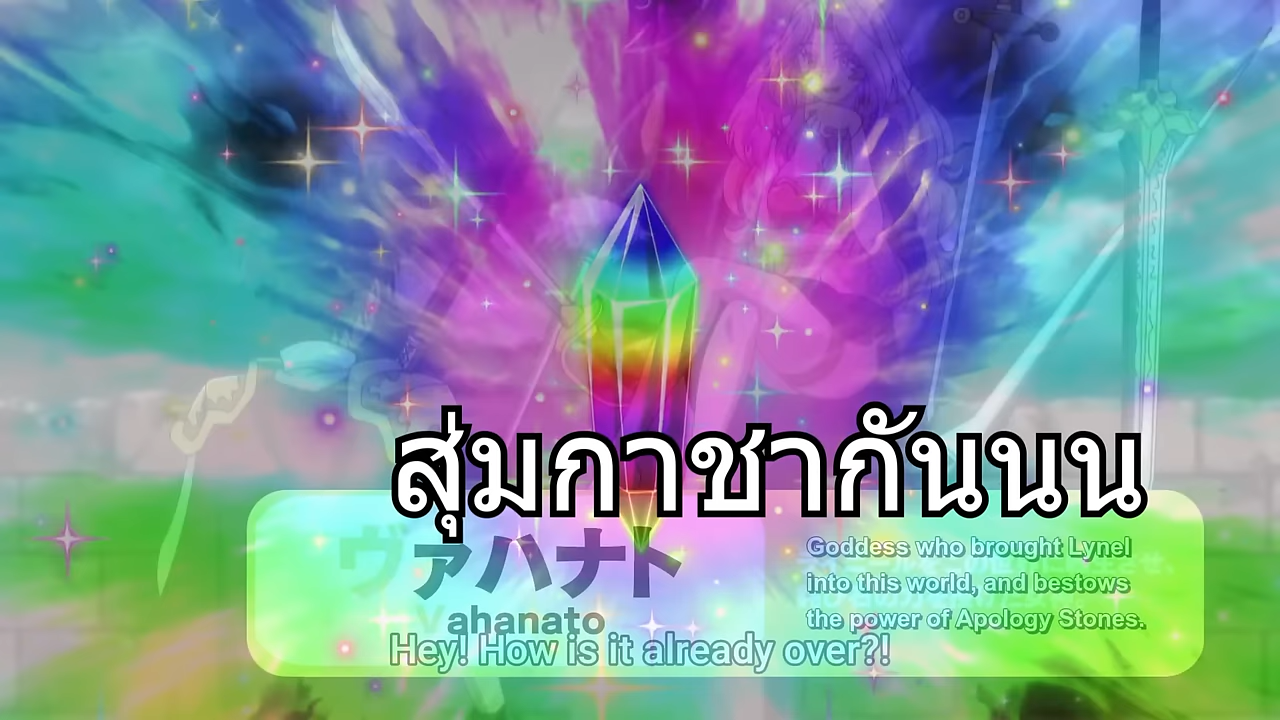 สุ่มกาชากันนน
ヴァハナト
Vahanato
Goddess who brought Lynel
into this world, and bestows
the power of Apology Stones.
Hey! How is it already over?!